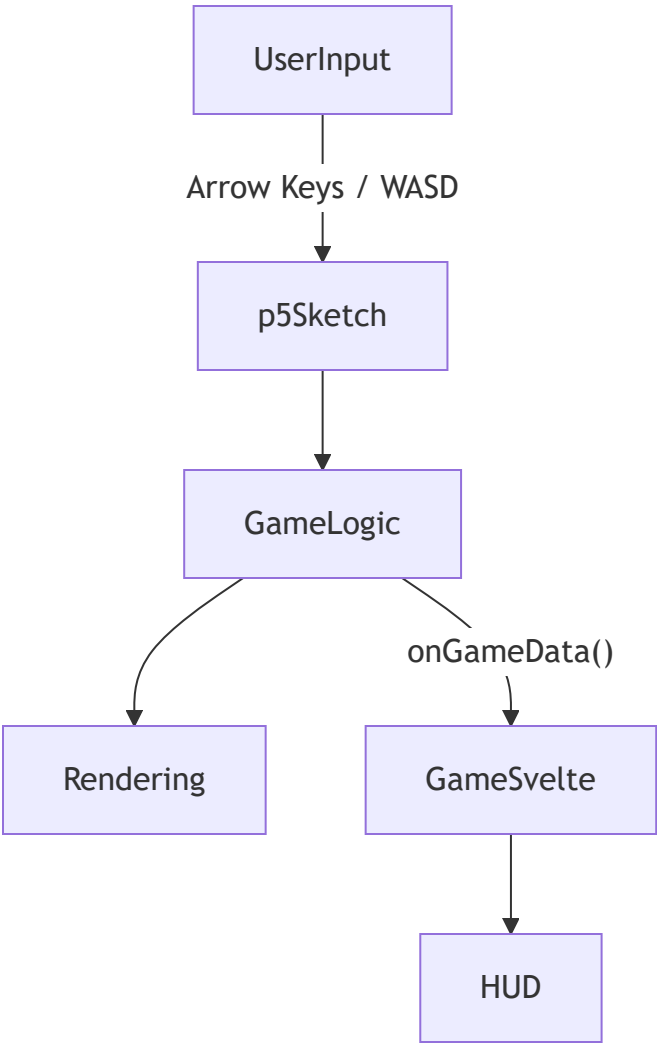 UserInput
Arrow Keys / WASD
p5Sketch
GameLogic
onGameData()
Rendering
GameSvelte
HUD